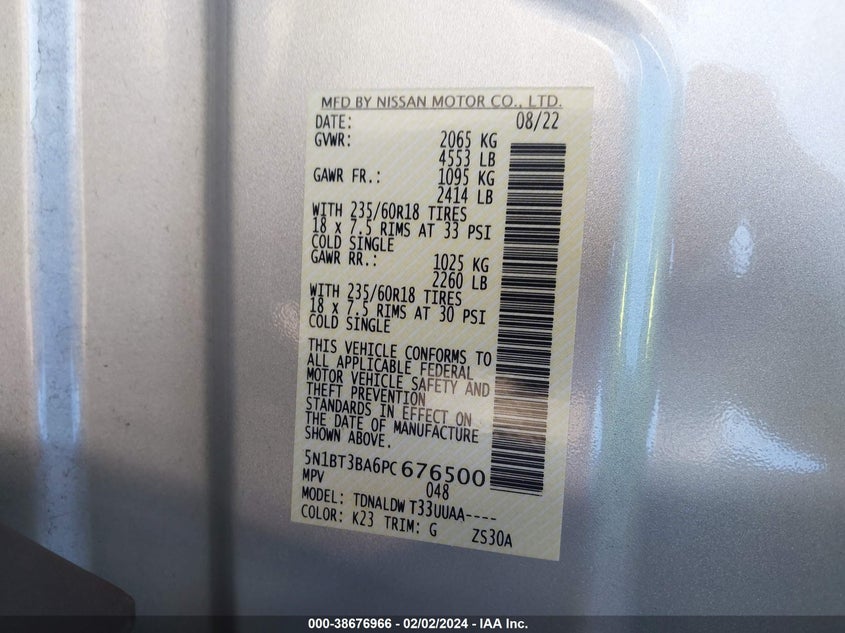 MFD BY NISSAN MOTOR CO., LTD.
DATE: 08/22
GVWR: 2065 KG
4553 LB
GAWR FR.: 1095 KG
2414 LB
WITH 235/60R18 TIRES
18 x 7.5 RIMS AT 33 PSI
COLD SINGLE
GAWR RR.: 1025 KG
2260 LB
WITH 235/60R18 TIRES
18 x 7.5 RIMS AT 30 PSI
COLD SINGLE
THIS VEHICLE CONFORMS TO
ALL APPLICABLE FEDERAL
MOTOR VEHICLE SAFETY AND
THEFT PREVENTION
STANDARDS IN EFFECT ON
THE DATE OF MANUFACTURE
SHOWN ABOVE.
5N1BT3BA6PC676500
MPV 048
MODEL: TDNALDW T33UUAA----
COLOR: K23 TRIM: G ZS30A
000-38676966 - 02/02/2024 - IAA Inc.